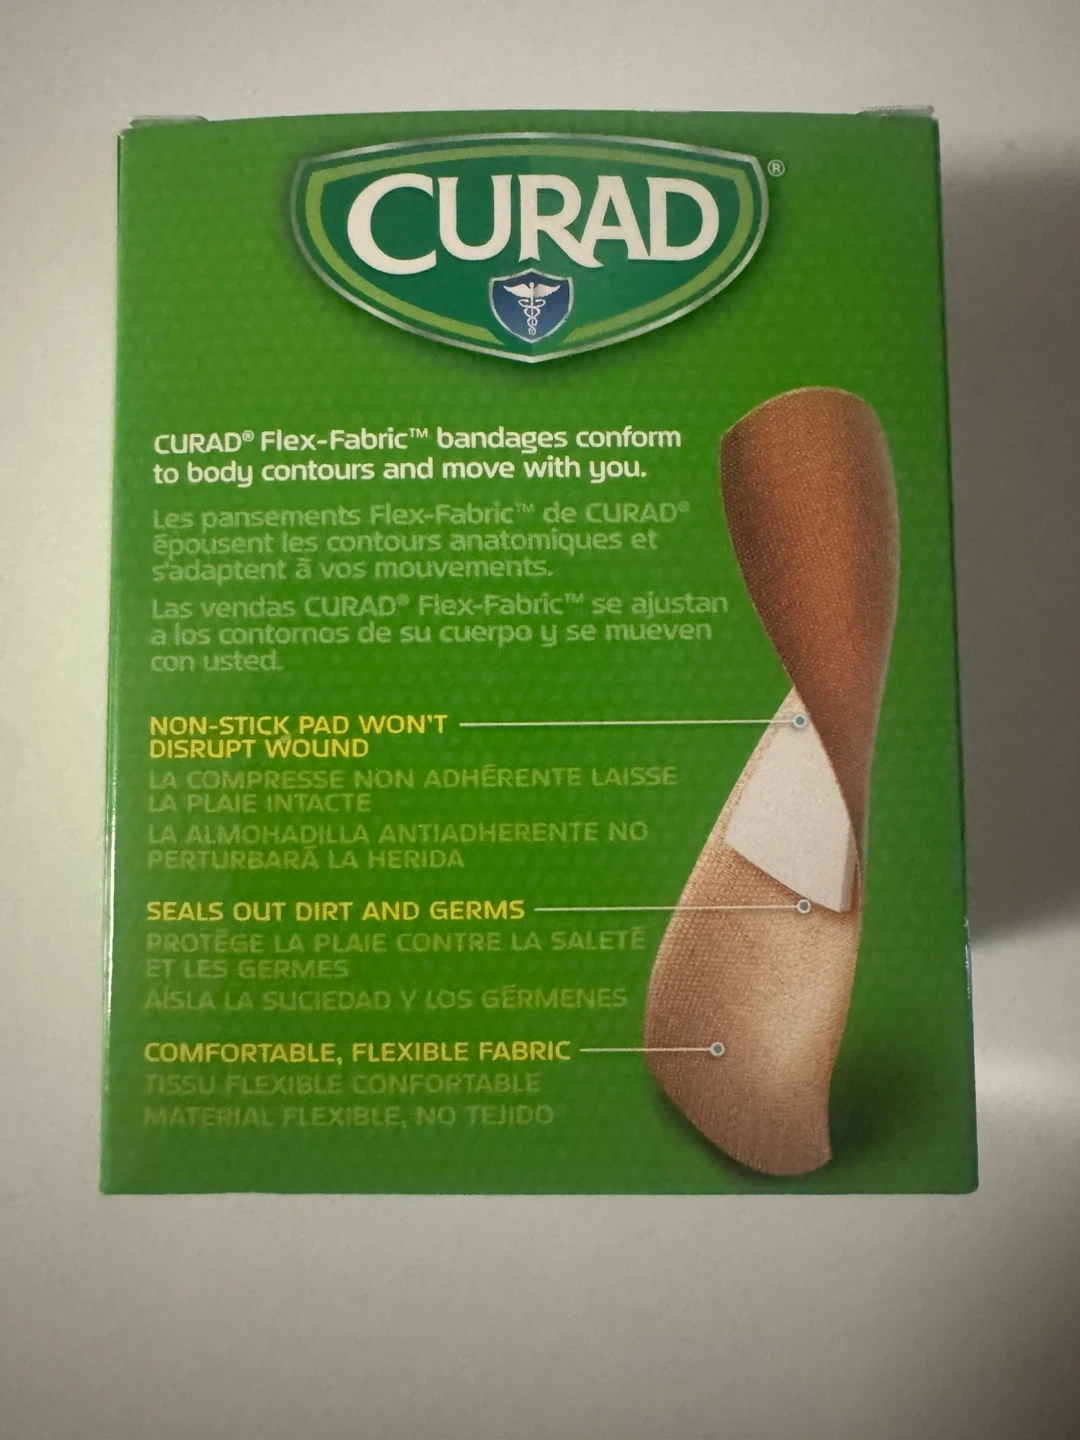 CURAD®
CURAD® Flex-Fabric™ bandages conform
to body contours and move with you.
Les pansements Flex-Fabric™ de CURAD®
épousent les contours anatomiques et
s'adaptent à vos mouvements.
Las vendas CURAD® Flex-Fabric™ se ajustan
a los contornos de su cuerpo y se mueven
con usted.
NON-STICK PAD WON'T
DISRUPT WOUND
LA COMPRESSE NON ADHÉRENTE LAISSE
LA PLAIE INTACTE
LA ALMOHADILLA ANTIADHERENTE NO
PERTURBARÁ LA HERIDA
SEALS OUT DIRT AND GERMS
PROTÈGE LA PLAIE CONTRE LA SALETÉ
ET LES GERMES
AÍSLA LA SUCIEDAD Y LOS GÉRMENES
COMFORTABLE, FLEXIBLE FABRIC
TISSU FLEXIBLE CONFORTABLE
MATERIAL FLEXIBLE, NO TEJIDO